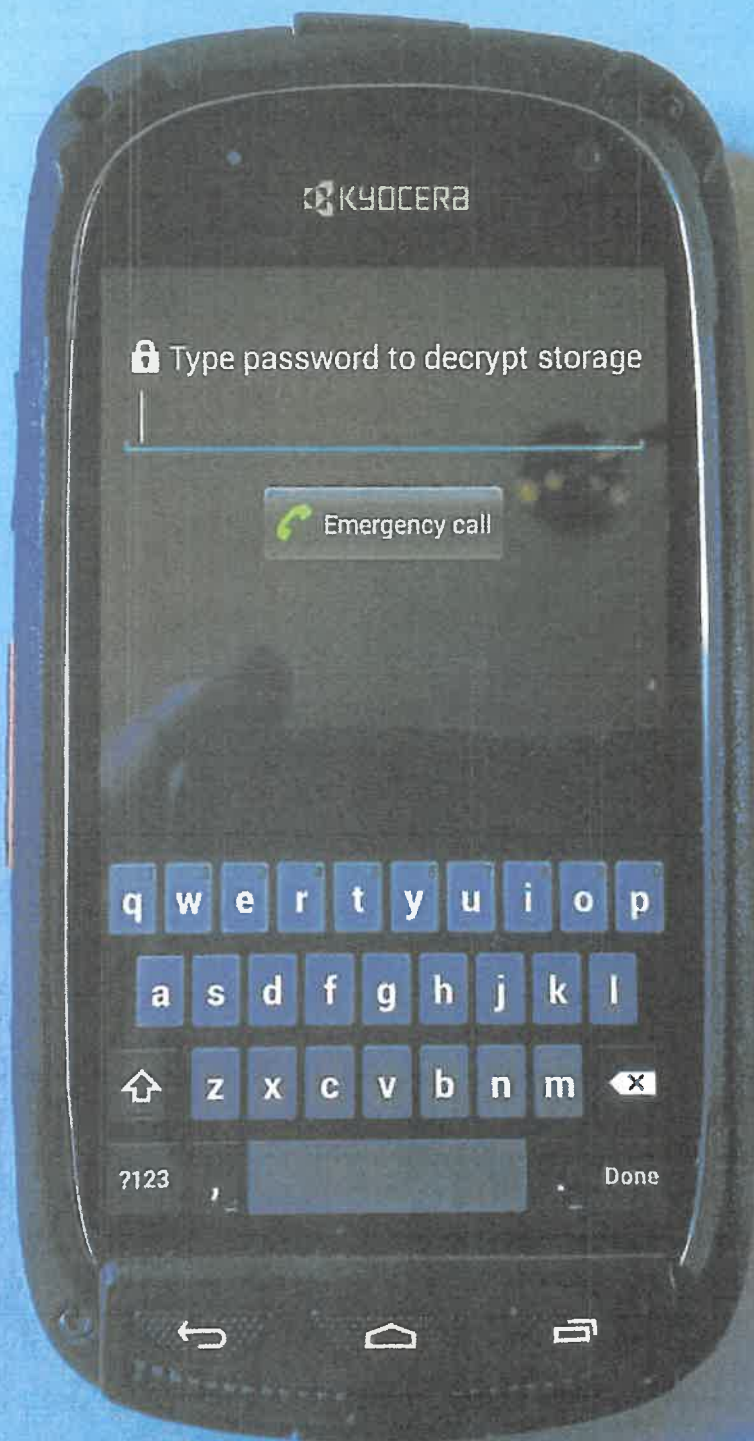 KYOCERA
Type password to decrypt storage
Emergency call
q w e r t y u i o p
a s d f g h j k l
z x c v b n m
?123 , . Done